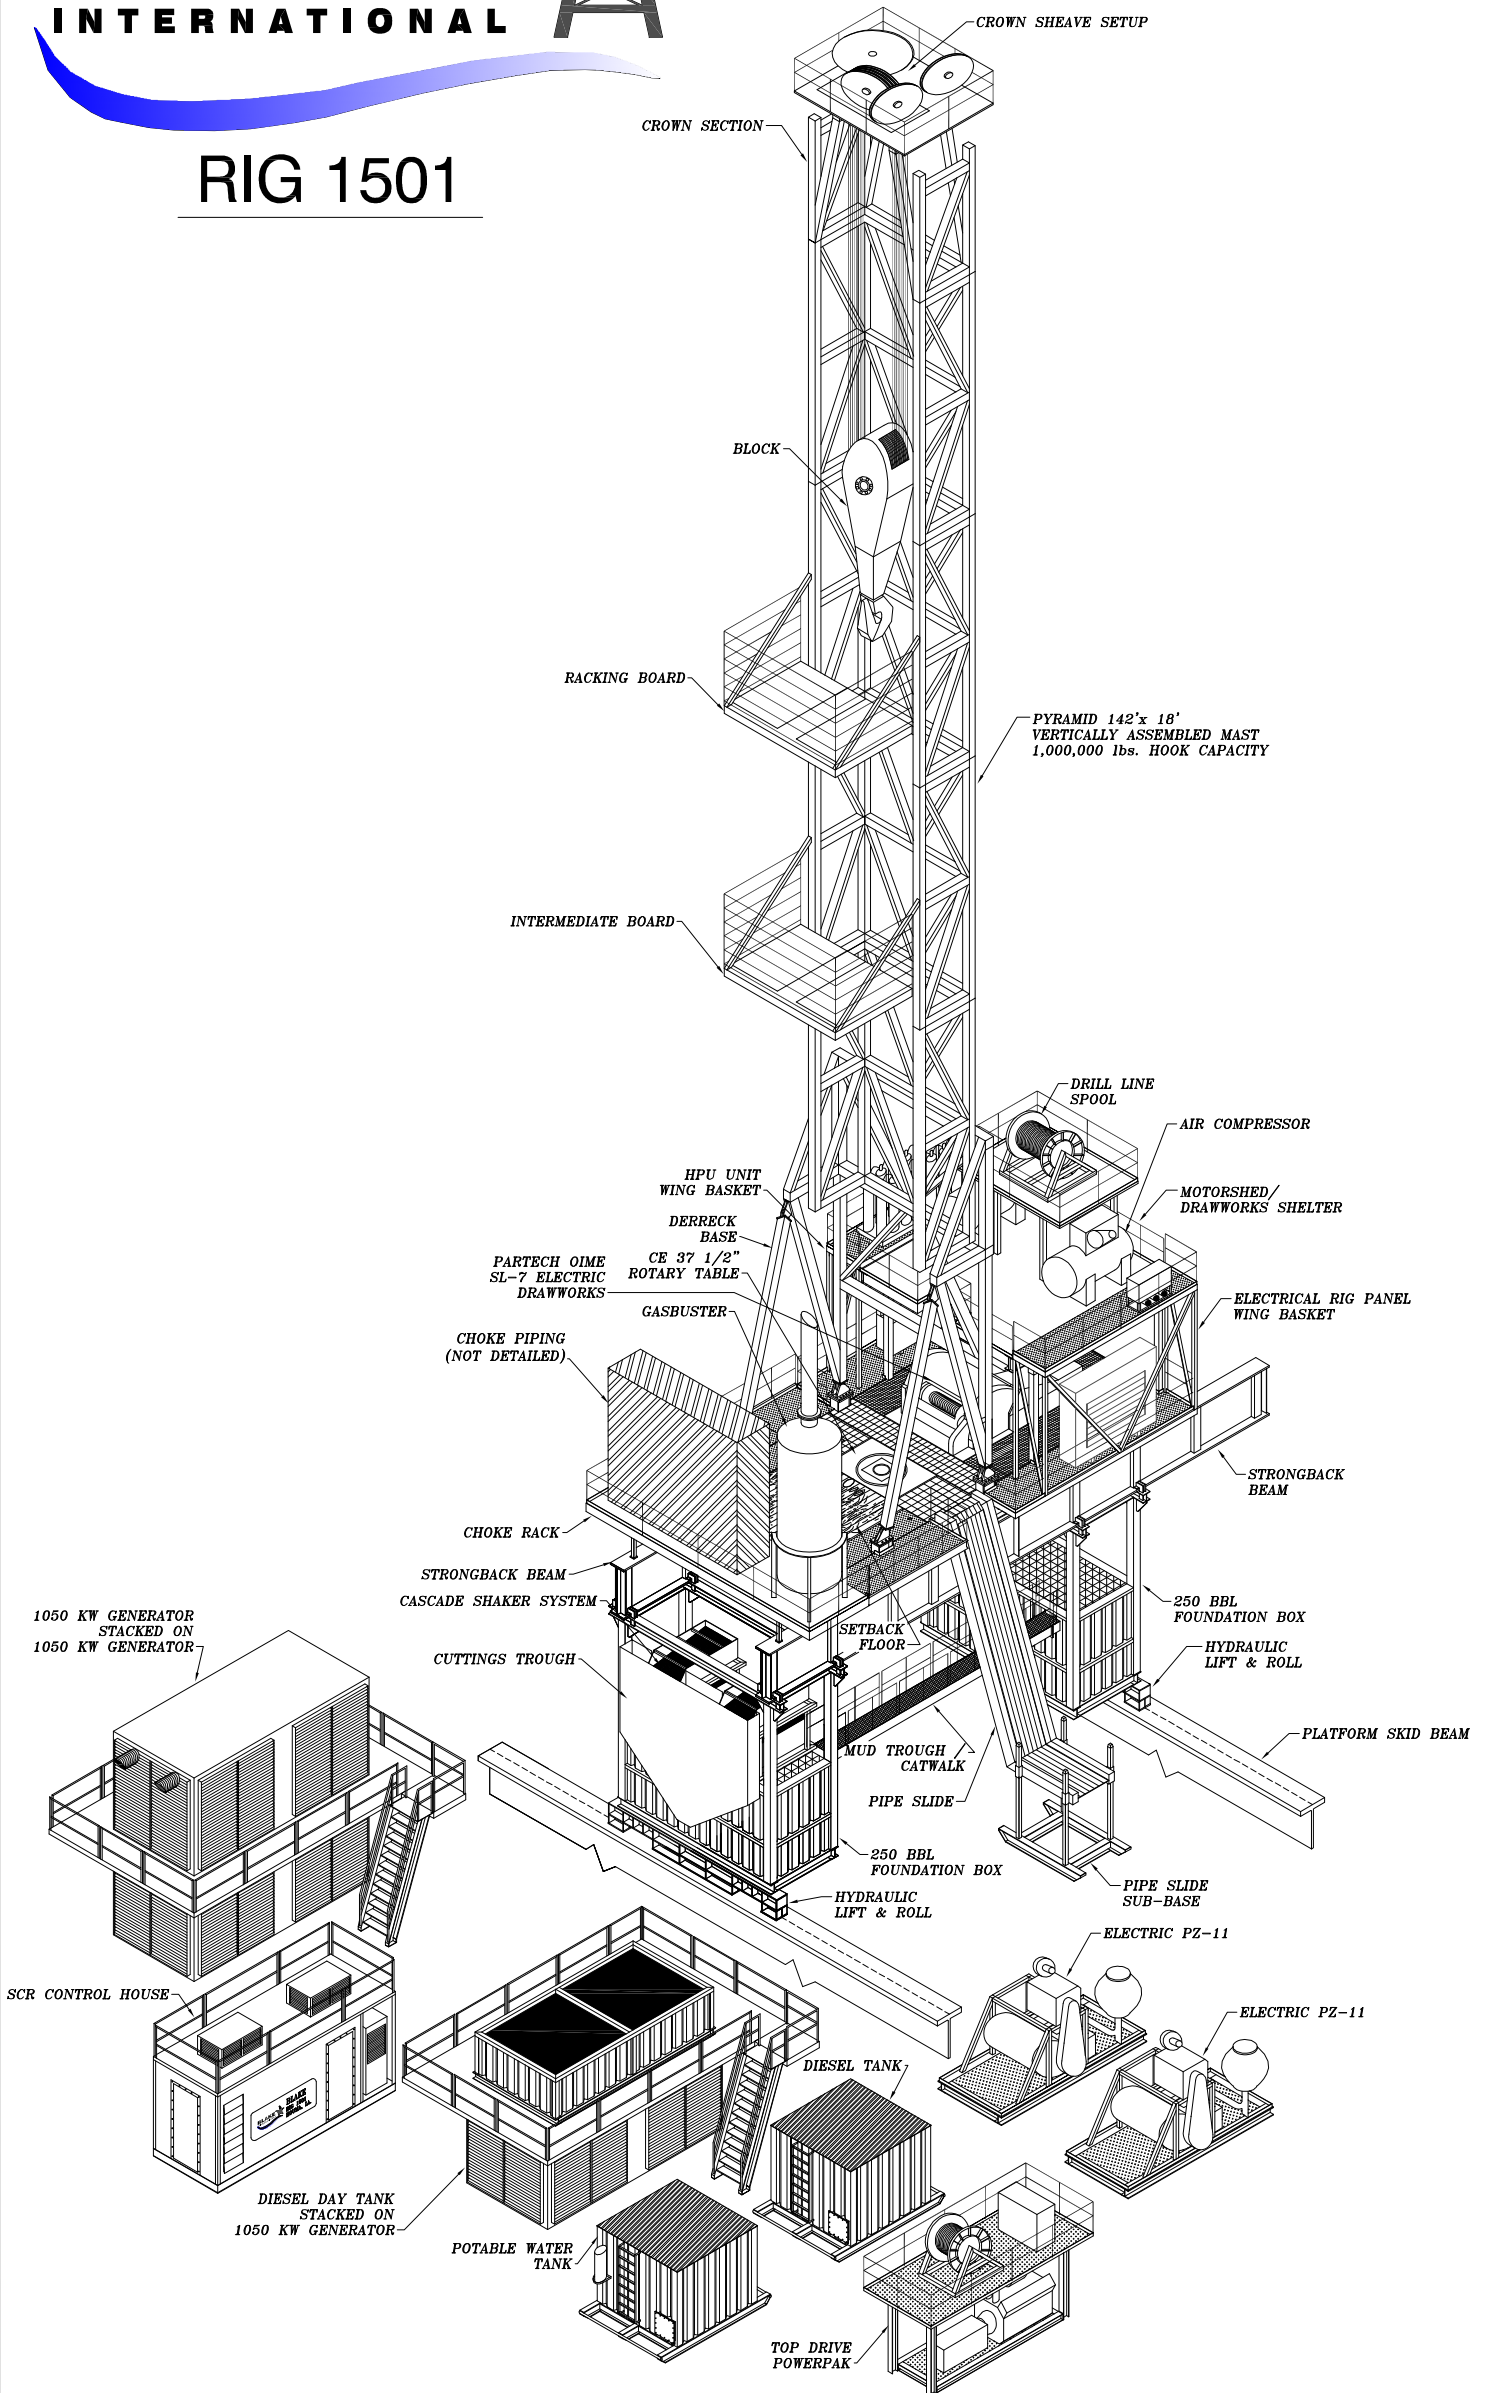 INTERNATIONAL
RIG 1501
CROWN SHEAVE SETUP
CROWN SECTION
BLOCK
RACKING BOARD
PYRAMID 142'x 18'
VERTICALLY ASSEMBLED MAST
1,000,000 lbs. HOOK CAPACITY
INTERMEDIATE BOARD
DRILL LINE
SPOOL
AIR COMPRESSOR
HPU UNIT
WING BASKET
MOTORSHED/
DRAWWORKS SHELTER
DERRECK
BASE
PARTECH OIME
SL-7 ELECTRIC
DRAWWORKS
CE 37 1/2"
ROTARY TABLE
GASBUSTER
ELECTRICAL RIG PANEL
WING BASKET
CHOKE PIPING
(NOT DETAILED)
STRONGBACK
BEAM
CHOKE RACK
STRONGBACK BEAM
CASCADE SHAKER SYSTEM
250 BBL
FOUNDATION BOX
1050 KW GENERATOR
STACKED ON
1050 KW GENERATOR
SETBACK
FLOOR
HYDRAULIC
LIFT & ROLL
CUTTINGS TROUGH
PLATFORM SKID BEAM
MUD TROUGH
CATWALK
PIPE SLIDE
250 BBL
FOUNDATION BOX
PIPE SLIDE
SUB-BASE
HYDRAULIC
LIFT & ROLL
ELECTRIC PZ-11
SCR CONTROL HOUSE
ELECTRIC PZ-11
DIESEL TANK
BLAKE
DIESEL DAY TANK
STACKED ON
1050 KW GENERATOR
POTABLE WATER
TANK
TOP DRIVE
POWERPAK